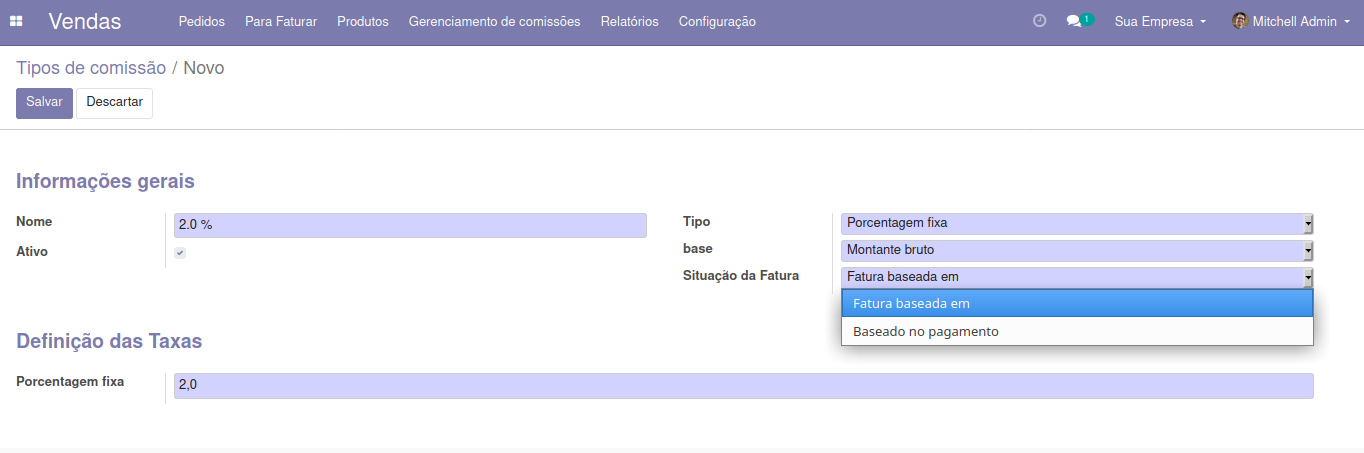 Vendas Pedidos Para Faturar Produtos Gerenciamento de comissões Relatórios Configuração 1 Sua Empresa Mitchell Admin
Tipos de comissão / Novo
Salvar Descartar
Informações gerais
Nome 2.0 % Tipo Porcentagem fixa
Ativo base Montante bruto
Situação da Fatura Fatura baseada em
Fatura baseada em
Baseado no pagamento
Definição das Taxas
Porcentagem fixa 2,0